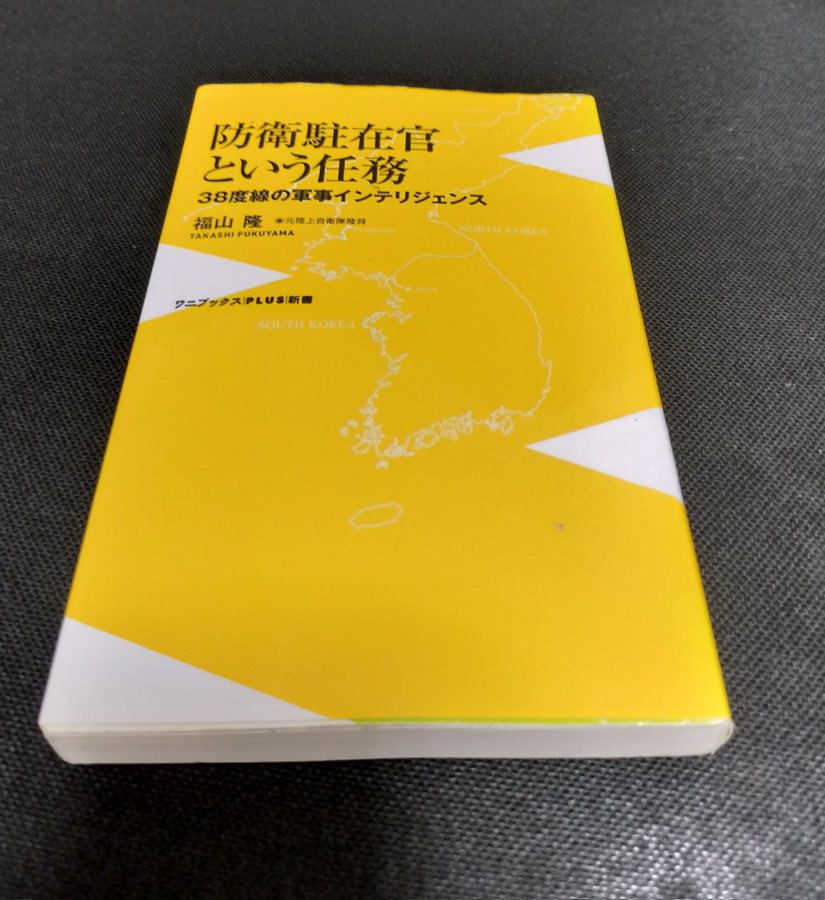 防衛駐在官
という任務
38度線の軍事インテリジェンス
福山 隆 ●元陸上自衛隊陸将
TAKASHI FUKUYAMA
ワニブックス|PLUS|新書
NORTH KOREA
SOUTH KOREA